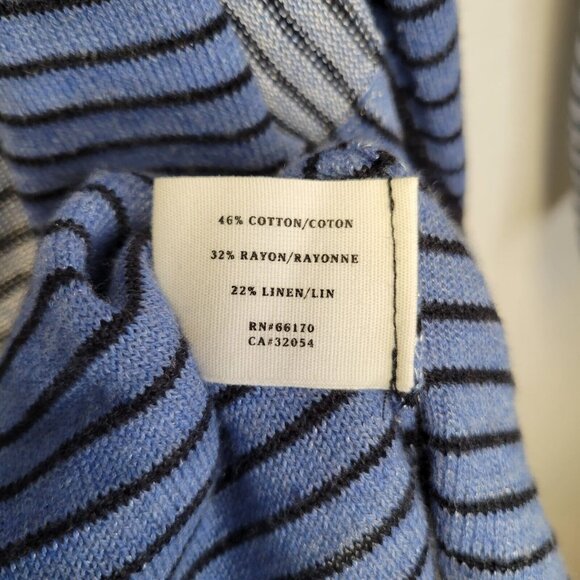 46% COTTON/COTON
32% RAYON/RAYONNE
22% LINEN/LIN
RN#66170
CA#32054